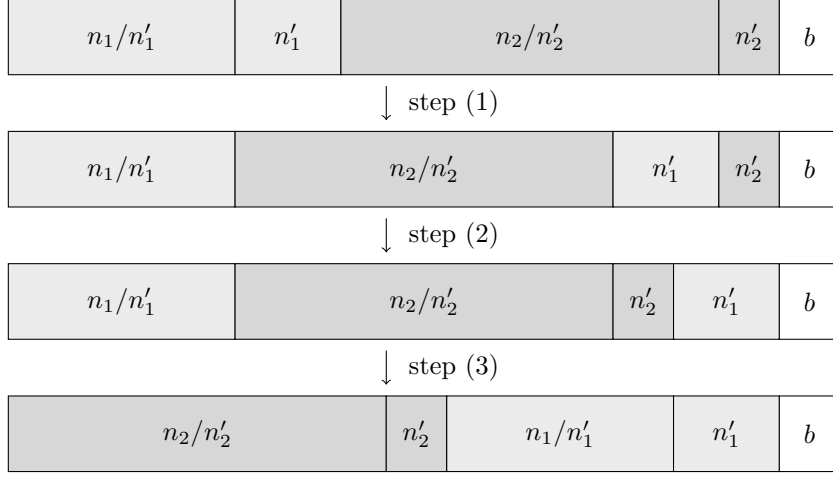 n₁/n′₁ n′₁ n₂/n′₂ n′₂ b
↓ step (1)
n₁/n′₁ n₂/n′₂ n′₁ n′₂ b
↓ step (2)
n₁/n′₁ n₂/n′₂ n′₂ n′₁ b
↓ step (3)
n₂/n′₂ n′₂ n₁/n′₁ n′₁ b